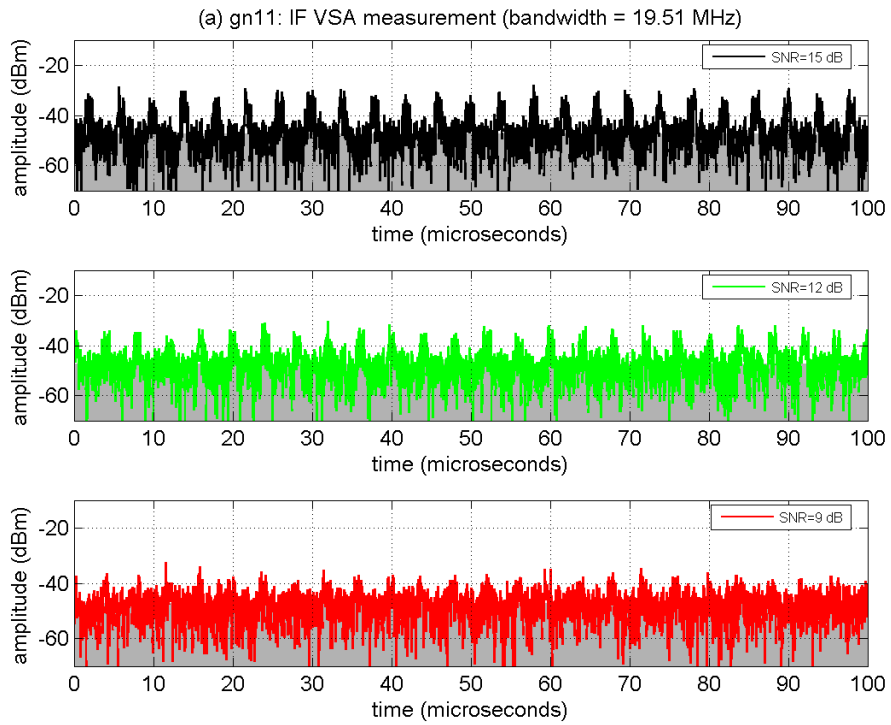 (a) gn11: IF VSA measurement (bandwidth = 19.51 MHz)
amplitude (dBm)
-20
-40
-60
SNR=15 dB
0 10 20 30 40 50 60 70 80 90 100
time (microseconds)
amplitude (dBm)
-20
-40
-60
SNR=12 dB
0 10 20 30 40 50 60 70 80 90 100
time (microseconds)
amplitude (dBm)
-20
-40
-60
SNR=9 dB
0 10 20 30 40 50 60 70 80 90 100
time (microseconds)